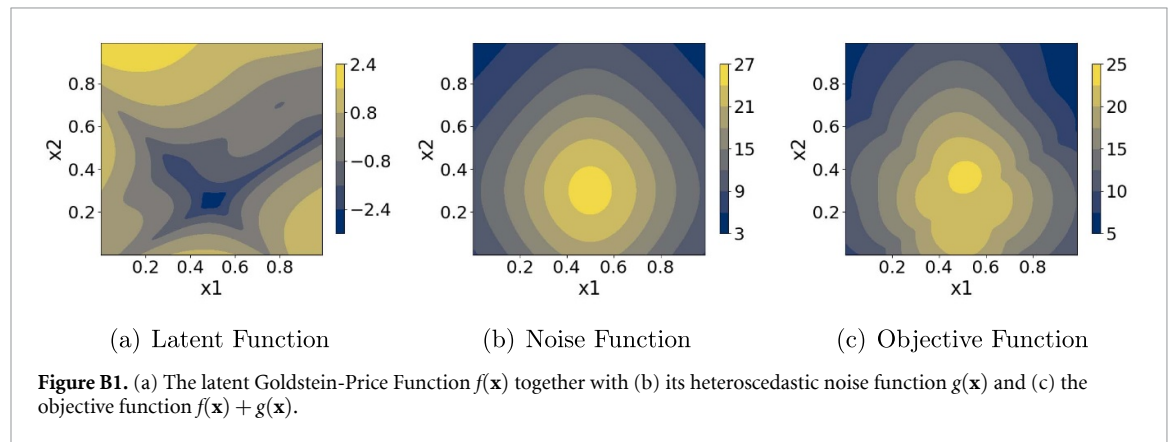 x2
0.8
0.6
0.4
0.2
0.2 0.4 0.6 0.8
x1
2.4
0.8
−0.8
−2.4
x2
0.8
0.6
0.4
0.2
0.2 0.4 0.6 0.8
x1
27
21
15
9
3
x2
0.8
0.6
0.4
0.2
0.2 0.4 0.6 0.8
x1
25
20
15
10
5
(a) Latent Function
(b) Noise Function
(c) Objective Function
Figure B1. (a) The latent Goldstein-Price Function f(x) together with (b) its heteroscedastic noise function g(x) and (c) the
objective function f(x) + g(x).